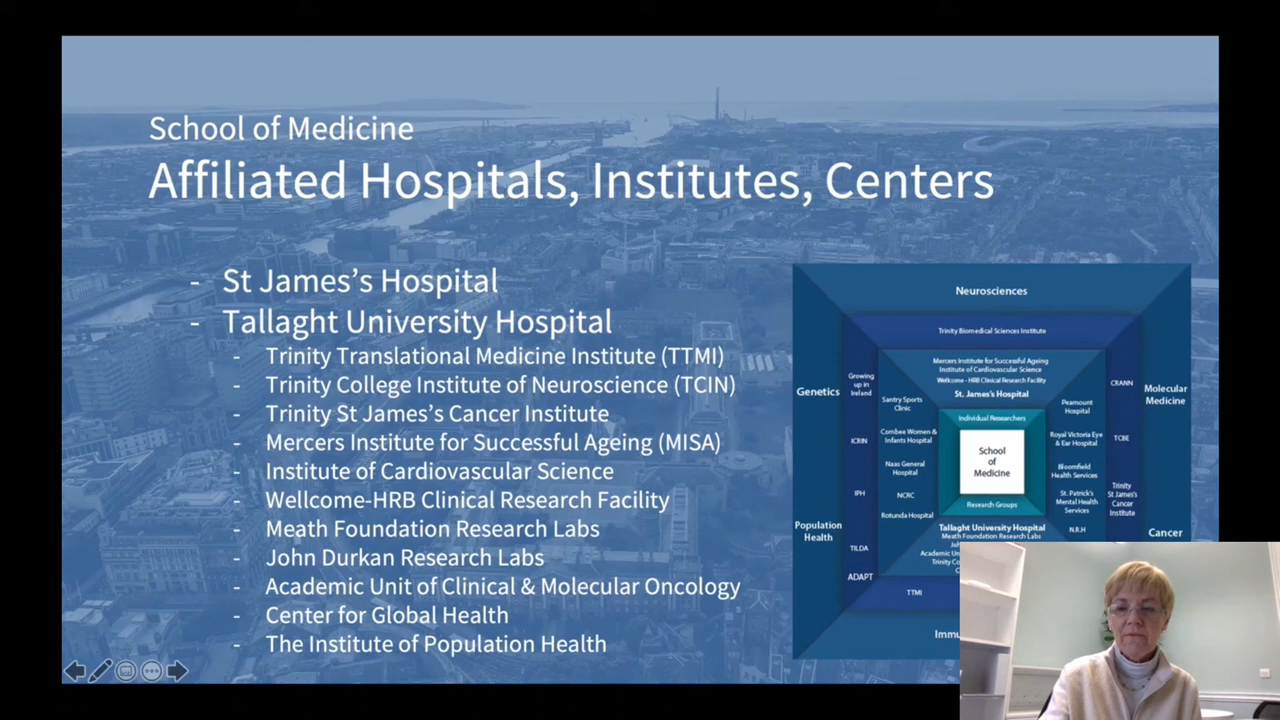 School of Medicine
Affiliated Hospitals, Institutes, Centers
- St James’s Hospital
- Tallaght University Hospital
- Trinity Translational Medicine Institute (TTMI)
- Trinity College Institute of Neuroscience (TCIN)
- Trinity St James’s Cancer Institute
- Mercers Institute for Successful Ageing (MISA)
- Institute of Cardiovascular Science
- Wellcome-HRB Clinical Research Facility
- Meath Foundation Research Labs
- John Durkan Research Labs
- Academic Unit of Clinical & Molecular Oncology
- Center for Global Health
- The Institute of Population Health
Neurosciences
Trinity Biomedical Sciences Institute
Mercers Institute for Successful Ageing
Institute of Cardiovascular Science
Wellcome - HRB Clinical Research Facility
St. James's Hospital
Genetics
Population
Health
Growing
up in
Ireland
ICRIN
IPH
TILDA
ADAPT
Santry Sports
Clinic
Combee Women &
Infants Hospital
Naas General
Hospital
NCRC
Rotunda Hospital
Individual Researchers
School
of
Medicine
Research Groups
Peamount
Hospital
Royal Victoria Eye
& Ear Hospital
Bloomfield
Health Services
St. Patrick's
Mental Health
Services
N.R.H
CRANN
TCBE
Trinity
St James's
Cancer
Institute
Molecular
Medicine
Cancer
Tallaght University Hospital
Meath Foundation Research Labs
Academic
Trinity
TTMI